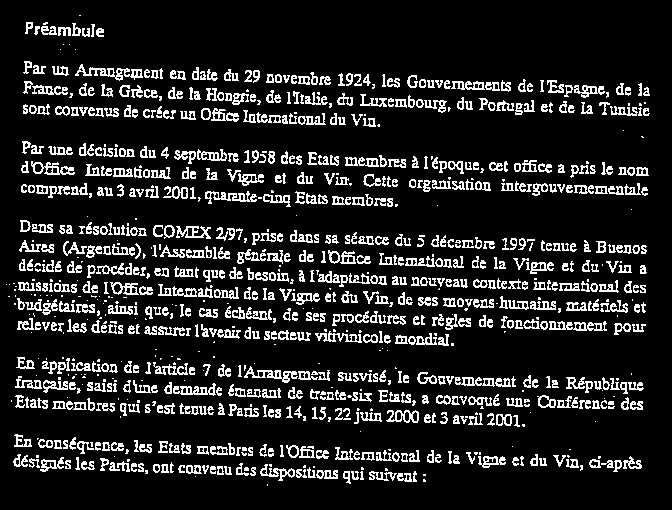 Préambule
Par un Arrangement en date du 29 novembre 1924, les Gouvernements de l'Espagne, de la
France, de la Grèce, de la Hongrie, de l'Italie, du Luxembourg, du Portugal et de la Tunisie
sont convenus de créer un Office International du Vin.
Par une décision du 4 septembre 1958 des Etats membres à l'époque, cet office a pris le nom
d'Office International de la Vigne et du Vin. Cette organisation intergouvernementale
comprend, au 3 avril 2001, quarante-cinq Etats membres.
Dans sa résolution COMEX 2/97, prise dans sa séance du 5 décembre 1997 tenue à Buenos
Aires (Argentine), l'Assemblée générale de l'Office International de la Vigne et du Vin a
décidé de procéder, en tant que de besoin, à l'adaptation au nouveau contexte international des
missions de l'Office International de la Vigne et du Vin, de ses moyens humains, matériels et
budgétaires, ainsi que, le cas échéant, de ses procédures et règles de fonctionnement pour
relever les défis et assurer l'avenir du secteur vitivinicole mondial.
En application de l'article 7 de l'Arrangement susvisé, le Gouvernement de la République
française, saisi d'une demande émanant de trente-six Etats, a convoqué une Conférence des
Etats membres qui s'est tenue à Paris les 14, 15, 22 juin 2000 et 3 avril 2001.
En conséquence, les Etats membres de l'Office International de la Vigne et du Vin, ci-après
désignés les Parties, ont convenu des dispositions qui suivent :